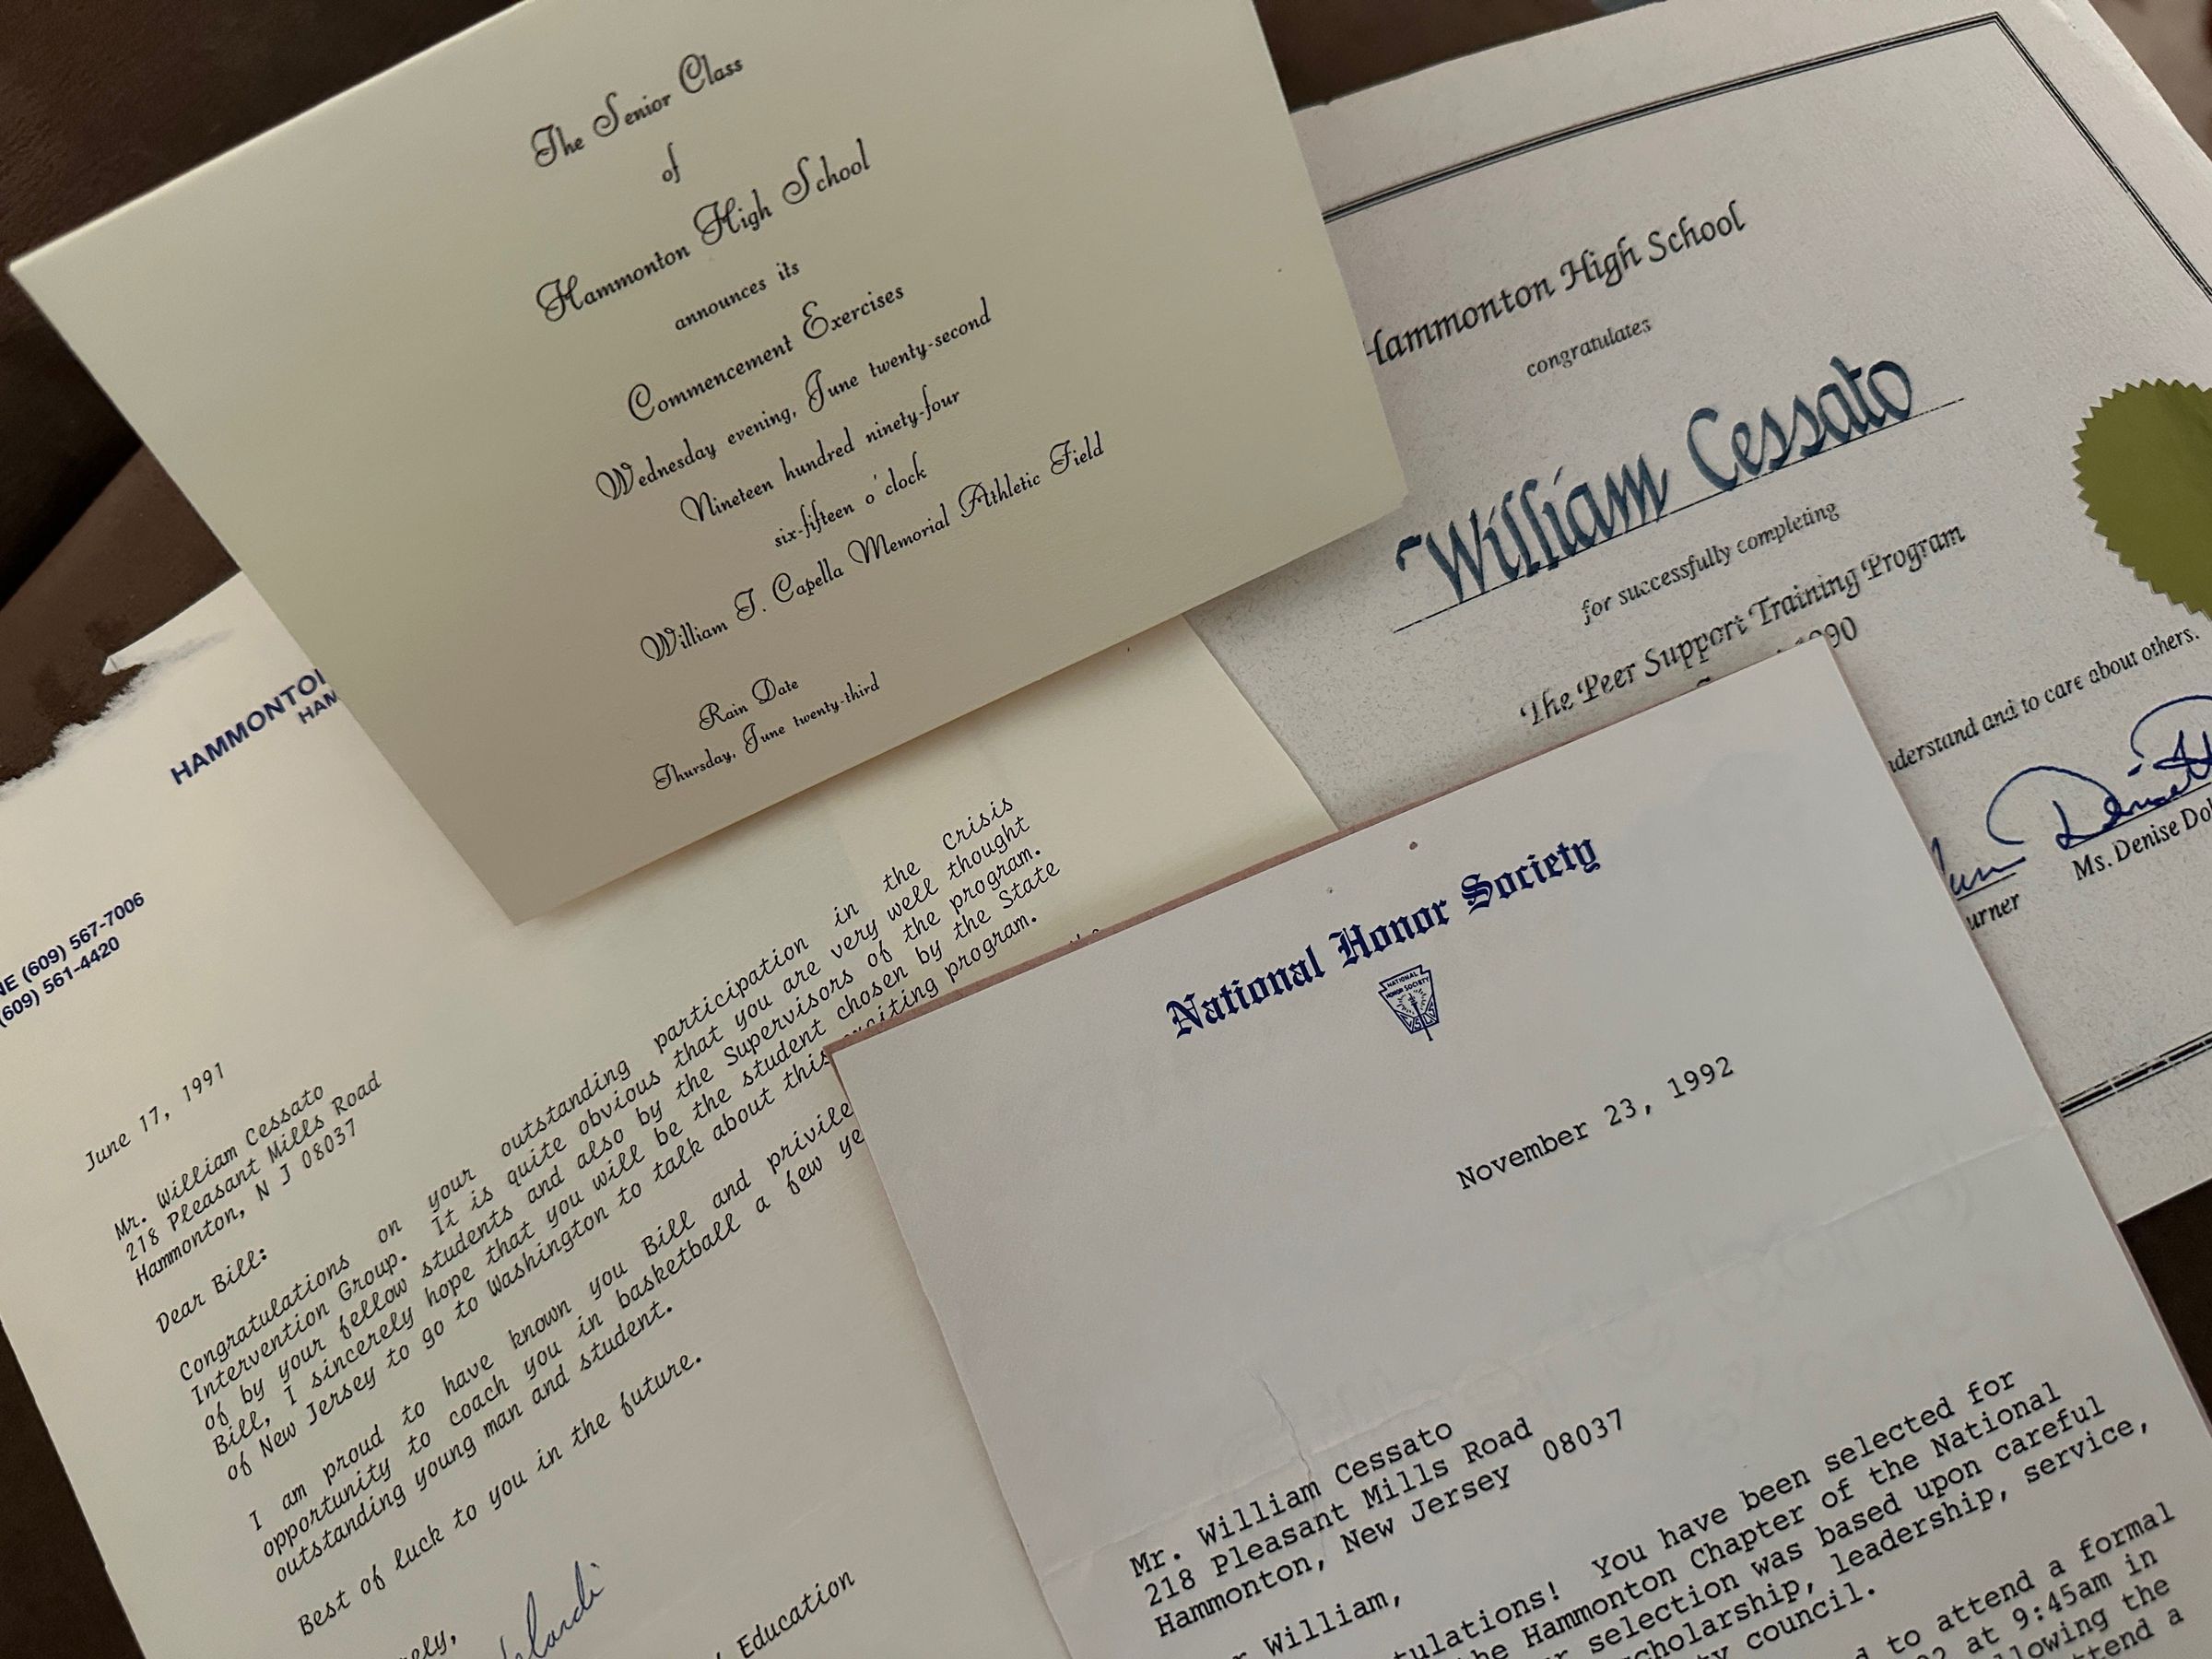 The Senior Class
of
Hammonton High School
announces its
Commencement Exercises
Wednesday evening, June twenty-second
Nineteen hundred ninety-four
six-fifteen o'clock
William J. Capella Memorial Athletic Field
Rain Date
Thursday, June twenty-third
Hammonton High School
congratulates
William Cessato
for successfully completing
The Peer Support Training Program
and to care about others.
Ms. Denise
(609) 567-7006
(609) 561-4420
June 17, 1991
Mr. William Cessato
218 Pleasant Mills Road
Hammonton, N J 08037
Dear Bill:
Congratulations on your outstanding participation in the Crisis
Intervention Group. It is quite obvious that you are very well thought
of by your fellow students and also by the Supervisors of the program.
Bill, I sincerely hope that you will be the student chosen by the State
of New Jersey to go to Washington to talk about this exciting program.
I am proud to have known you Bill and
opportunity to coach you in basketball a few
outstanding young man and student.
Best of luck to you in the future.
Education
National Honor Society
NATIONAL
HONOR SOCIETY
November 23, 1992
Mr. William Cessato
218 Pleasant Mills Road
Hammonton, New Jersey 08037
William,
You have been selected for
the Hammonton Chapter of the National
selection was based upon careful
scholarship, leadership, service,
council.
to attend a formal
at 9:45am in
the
attend a